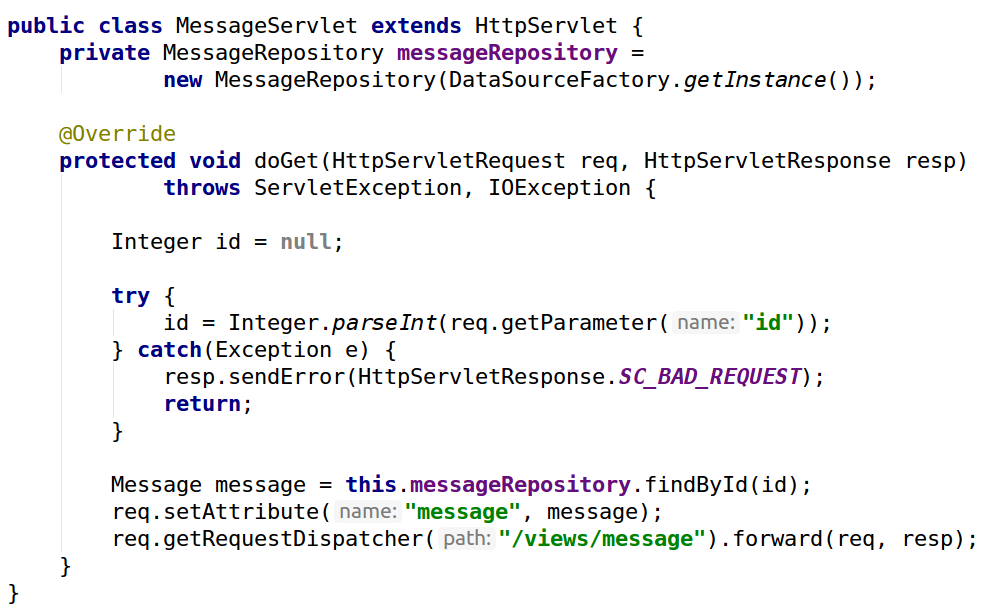 public class MessageServlet extends HttpServlet {
    private MessageRepository messageRepository =
            new MessageRepository(DataSourceFactory.getInstance());

    @Override
    protected void doGet(HttpServletRequest req, HttpServletResponse resp)
            throws ServletException, IOException {

        Integer id = null;

        try {
            id = Integer.parseInt(req.getParameter( name: "id"));
        } catch(Exception e) {
            resp.sendError(HttpServletResponse.SC_BAD_REQUEST);
            return;
        }

        Message message = this.messageRepository.findById(id);
        req.setAttribute( name: "message", message);
        req.getRequestDispatcher( path: "/views/message").forward(req, resp);
    }
}